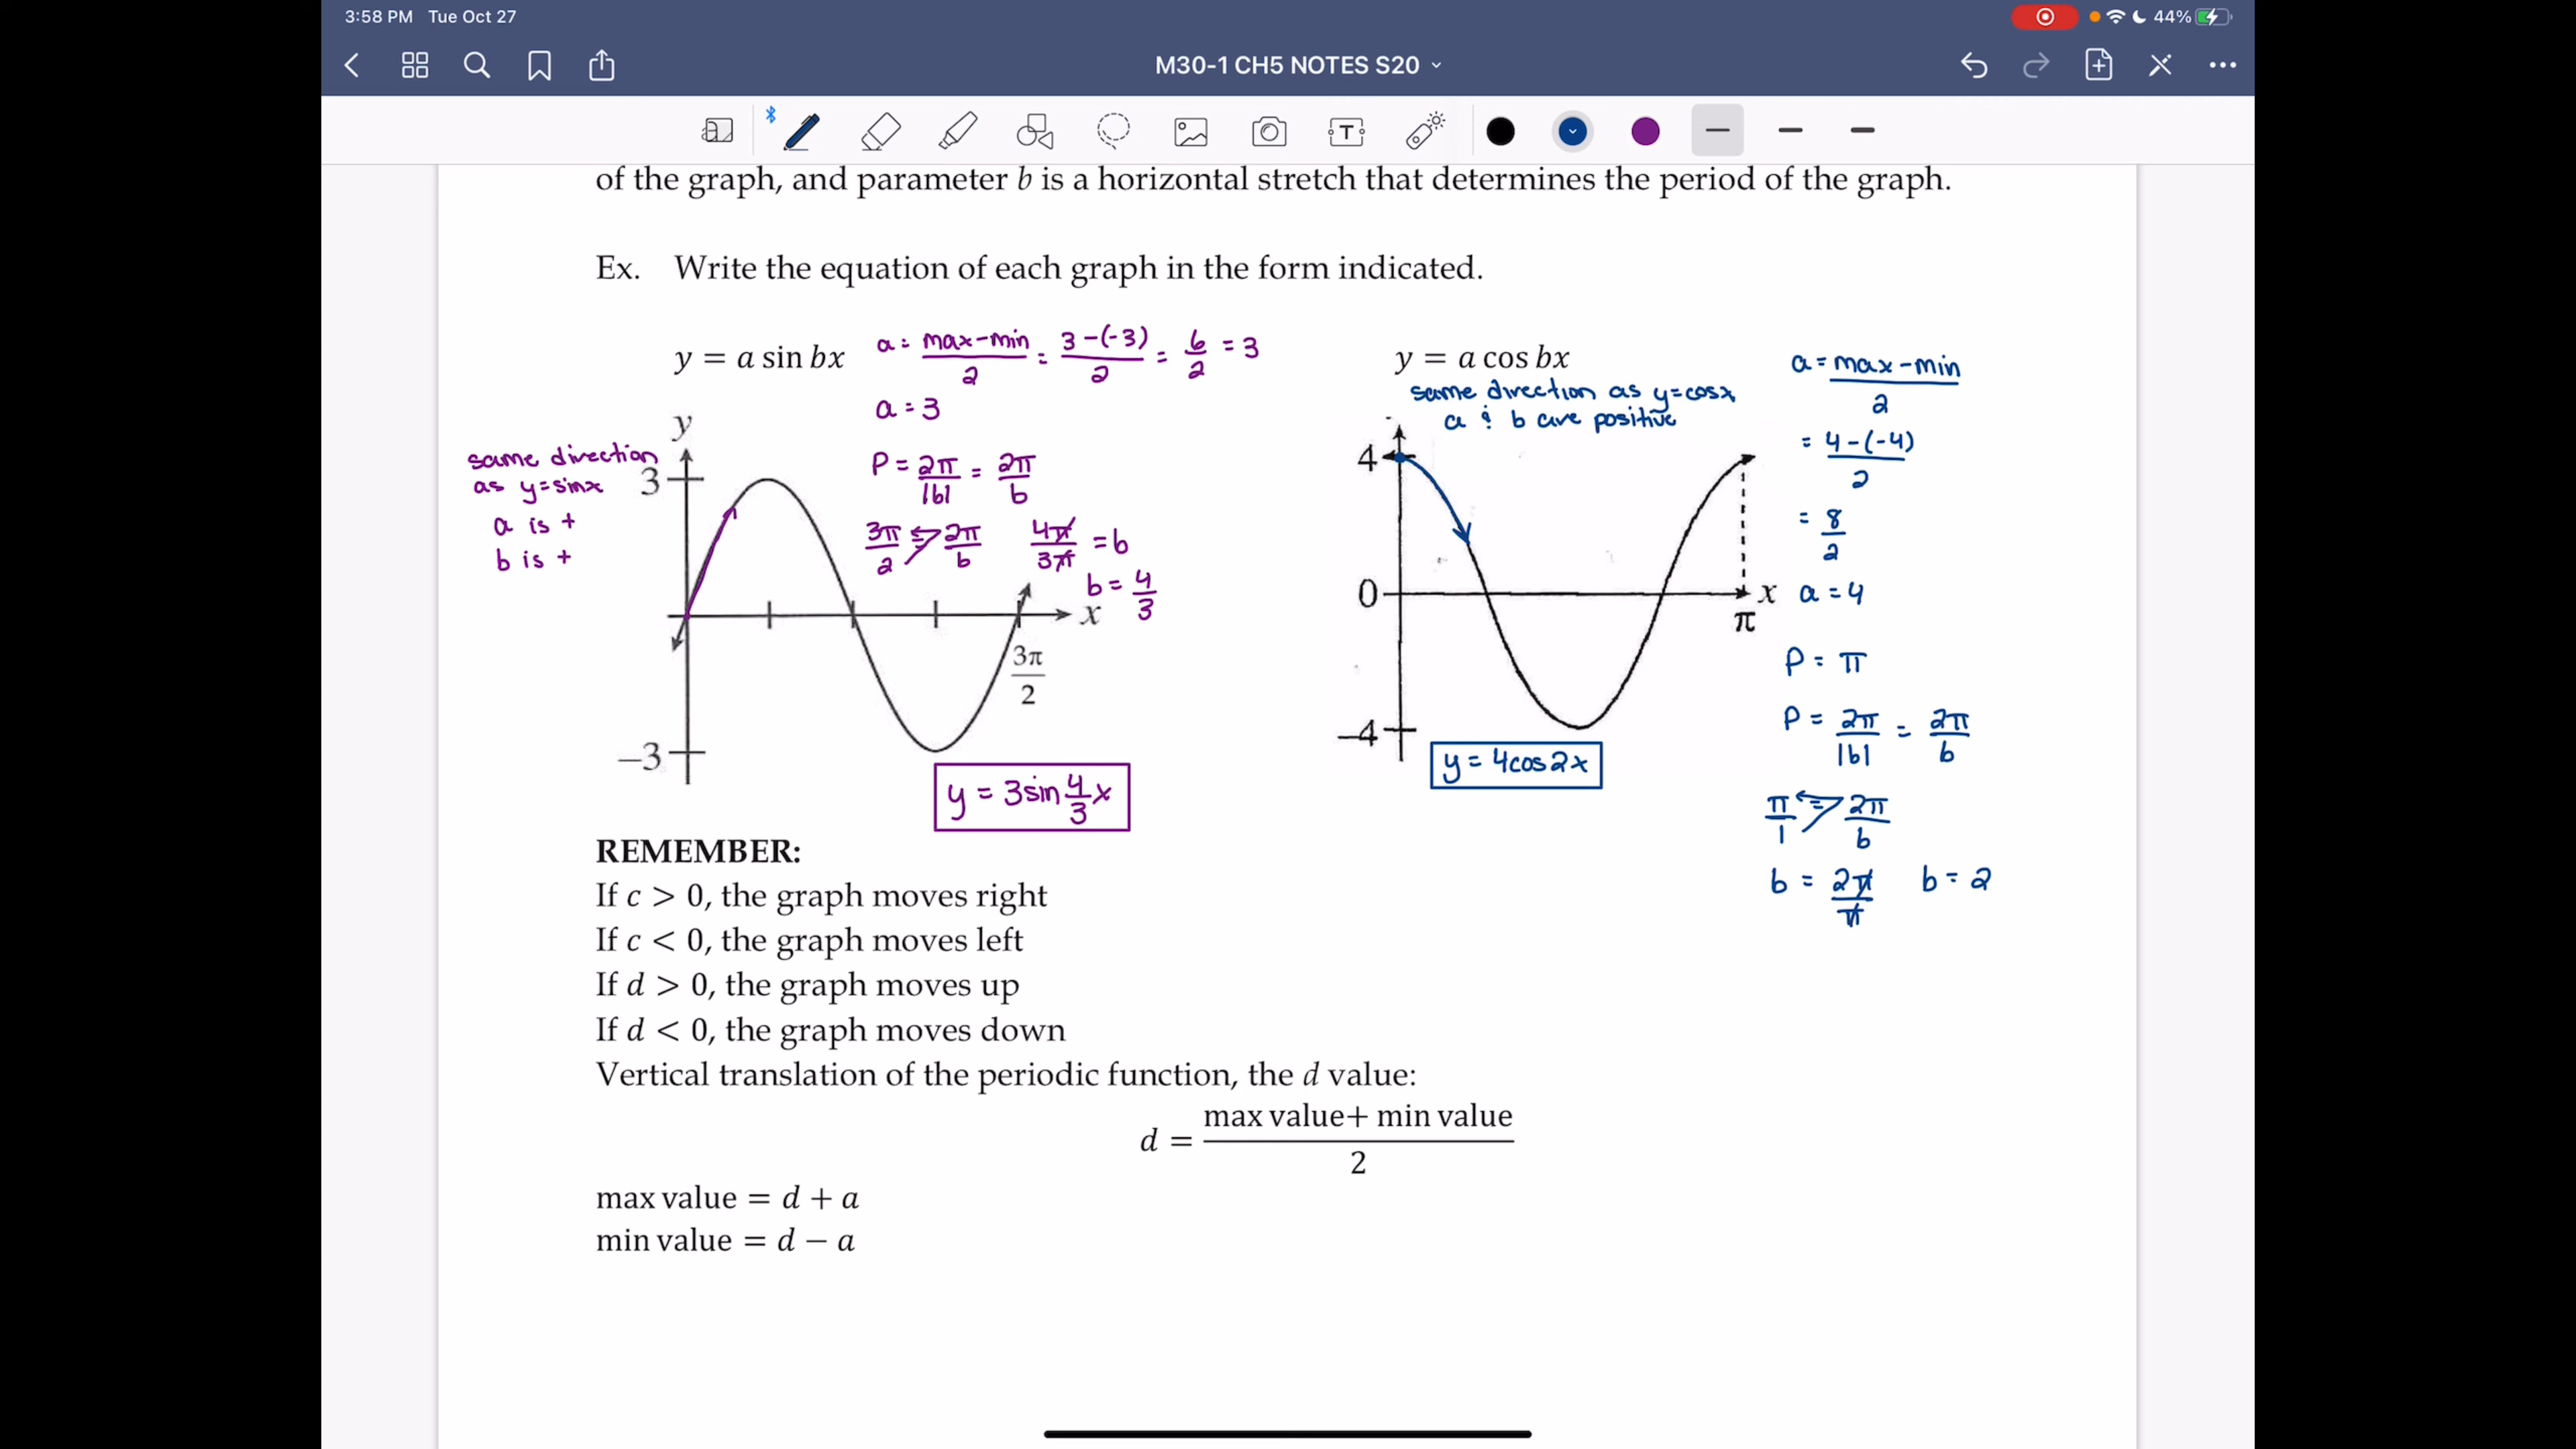 3:58 PM Tue Oct 27
44%
M30-1 CH5 NOTES S20
of the graph, and parameter b is a horizontal stretch that determines the period of the graph.
Ex. Write the equation of each graph in the form indicated.
y = a sin bx
a = max-min/2 = 3-(-3)/2 = 6/2 = 3
a = 3
P = 2π/|b| = 2π/b
3π/2 = 2π/b
4π/3π = b
b = 4/3
same direction
as y=sinx
a is +
b is +
y
3
-3
x
3π/2
y = 3sin 4/3 x
y = a cos bx
same direction as y=cosx
a & b are positive
4
0
-4
x
π
y = 4cos2x
a = max-min/2
= 4-(-4)/2
= 8/2
a = 4
P = π
P = 2π/|b| = 2π/b
π/1 = 2π/b
b = 2π/π b = 2
REMEMBER:
If c > 0, the graph moves right
If c < 0, the graph moves left
If d > 0, the graph moves up
If d < 0, the graph moves down
Vertical translation of the periodic function, the d value:
d = max value+ min value/2
max value = d + a
min value = d − a